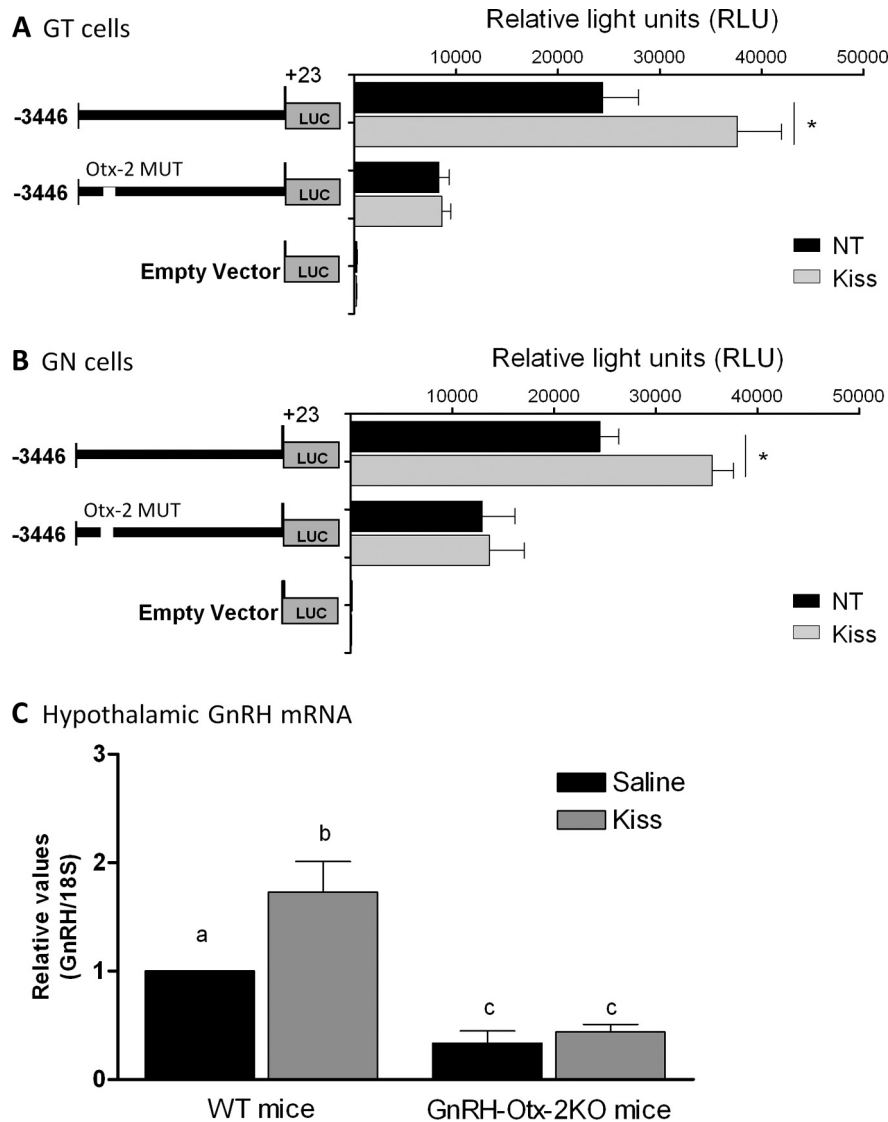 A GT cells
Relative light units (RLU)
10000 20000 30000 40000 50000
+23
-3446 LUC
*
Otx-2 MUT
-3446 LUC
Empty Vector LUC
NT
Kiss
B GN cells
Relative light units (RLU)
10000 20000 30000 40000 50000
+23
-3446 LUC
*
Otx-2 MUT
-3446 LUC
Empty Vector LUC
NT
Kiss
C Hypothalamic GnRH mRNA
Relative values
(GnRH/18S)
3
2
1
0
Saline
Kiss
a
b
c
c
WT mice
GnRH-Otx-2KO mice